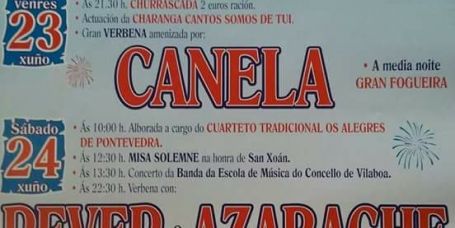 venres
23
xuño
• Ás 21.30 h. CHURRASCADA 2 euros ración.
• Actuación da CHARANGA CANTOS SOMOS DE TUI.
• Gran VERBENA amenizada por:
CANELA
• A media noite
GRAN FOGUEIRA
Sábado
24
xuño
• Ás 10:00 h. Alborada a cargo do CUARTETO TRADICIONAL OS ALEGRES
DE PONTEVEDRA.
• Ás 12:30 h. MISA SOLEMNE na honra de San Xoán.
• Ás 13:30 h. Concerto da Banda da Escola de Música do Concello de Vilaboa.
• Ás 22:30 h. Verbena con:
AZABACHE